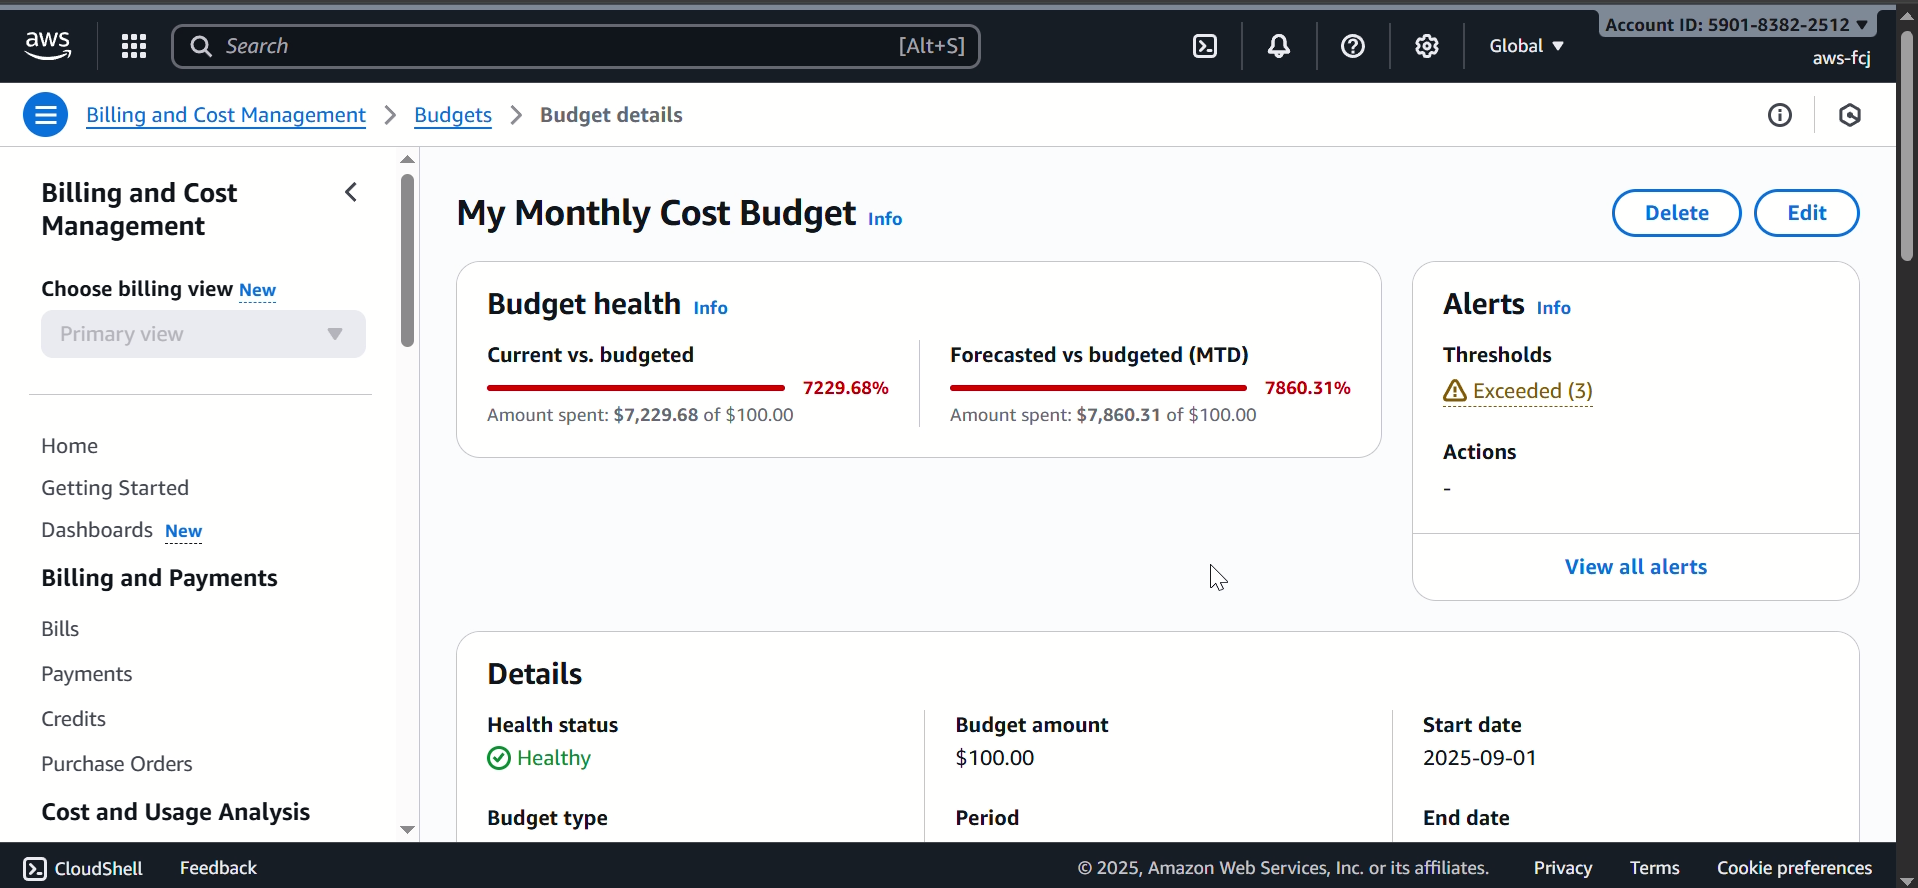 aws
Search [Alt+S]
Global
Account ID: 5901-8382-2512
aws-fcj
Billing and Cost Management > Budgets > Budget details
Billing and Cost
Management
Choose billing view New
Primary view
Home
Getting Started
Dashboards New
Billing and Payments
Bills
Payments
Credits
Purchase Orders
Cost and Usage Analysis
My Monthly Cost Budget Info
Delete
Edit
Budget health Info
Current vs. budgeted
7229.68%
Amount spent: $7,229.68 of $100.00
Forecasted vs budgeted (MTD)
7860.31%
Amount spent: $7,860.31 of $100.00
Alerts Info
Thresholds
Exceeded (3)
Actions
-
View all alerts
Details
Health status
Healthy
Budget amount
$100.00
Start date
2025-09-01
Budget type
Period
End date
CloudShell
Feedback
© 2025, Amazon Web Services, Inc. or its affiliates.
Privacy
Terms
Cookie preferences